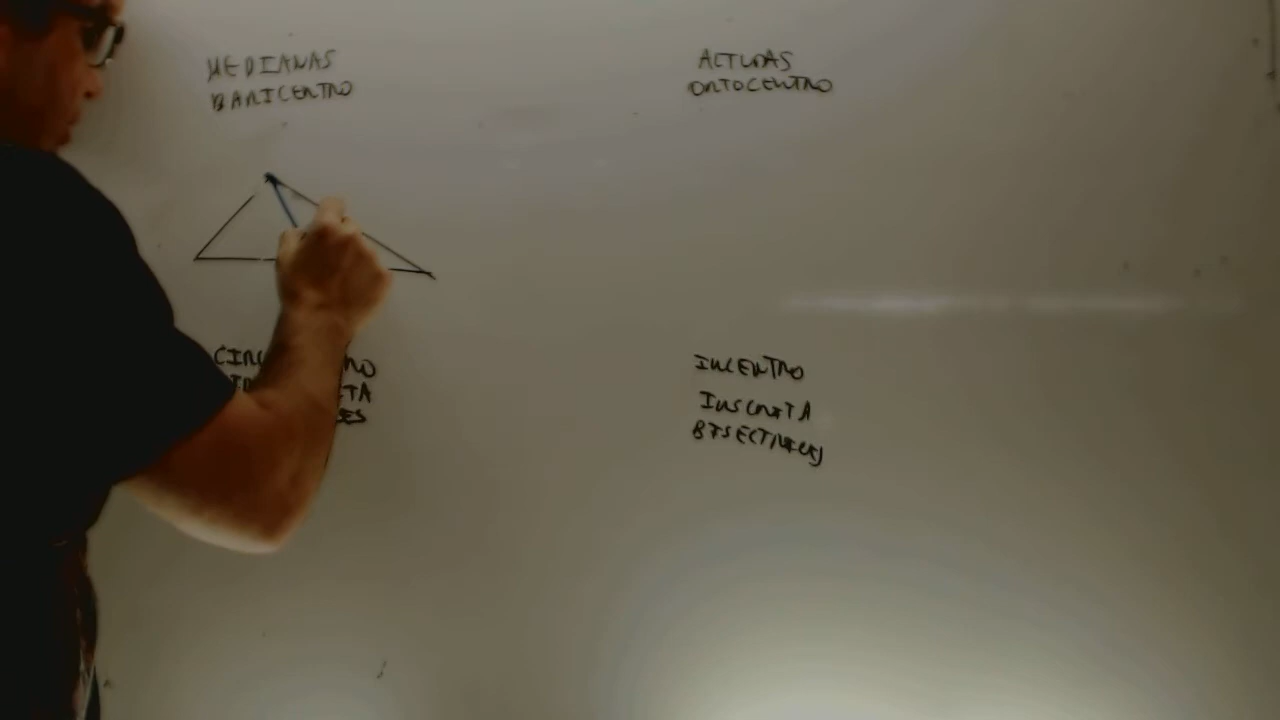 MEDIANAS
BARICENTRO
ALTURAS
ORTOCENTRO
INCENTRO
INSCRITA
BISECTRICES